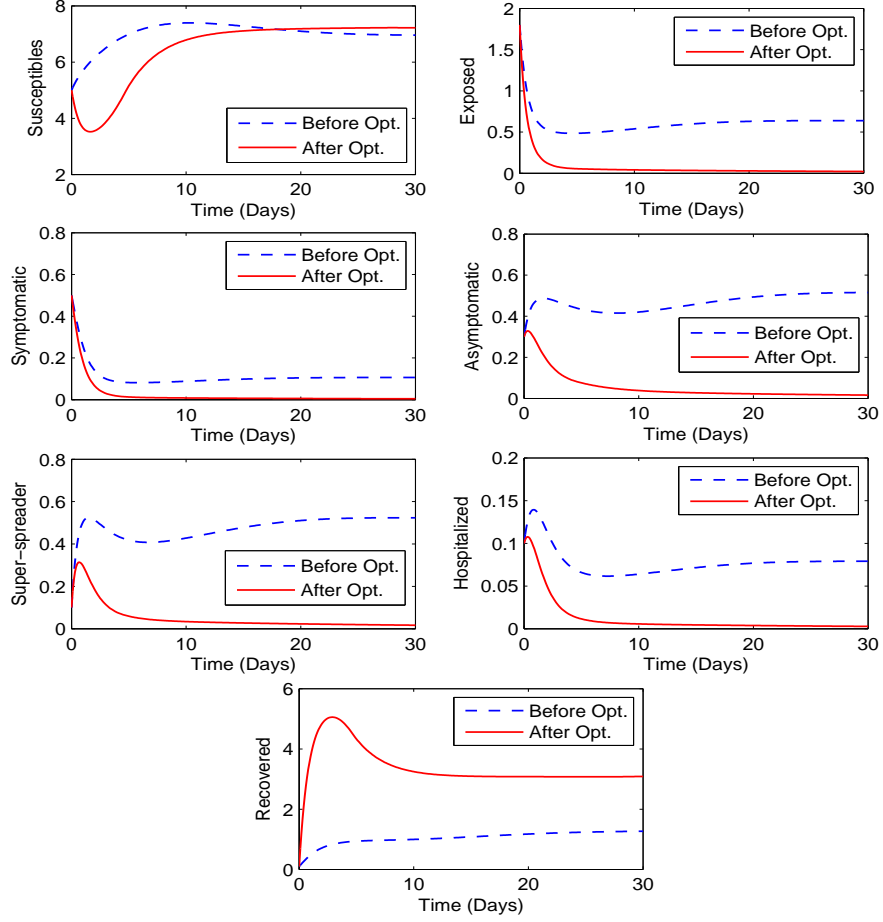 Susceptibles
8
6
4
2
0
10
20
30
Time (Days)
Before Opt.
After Opt.
Exposed
2
1.5
1
0.5
0
0
10
20
30
Time (Days)
Before Opt.
After Opt.
Symptomatic
0.8
0.6
0.4
0.2
0
0
10
20
30
Time (Days)
Before Opt.
After Opt.
Asymptomatic
0.8
0.6
0.4
0.2
0
0
10
20
30
Time (Days)
Before Opt.
After Opt.
Super-spreader
0.8
0.6
0.4
0.2
0
0
10
20
30
Time (Days)
Before Opt.
After Opt.
Hospitalized
0.2
0.15
0.1
0.05
0
0
10
20
30
Time (Days)
Before Opt.
After Opt.
Recovered
6
4
2
0
0
10
20
30
Time (Days)
Before Opt.
After Opt.